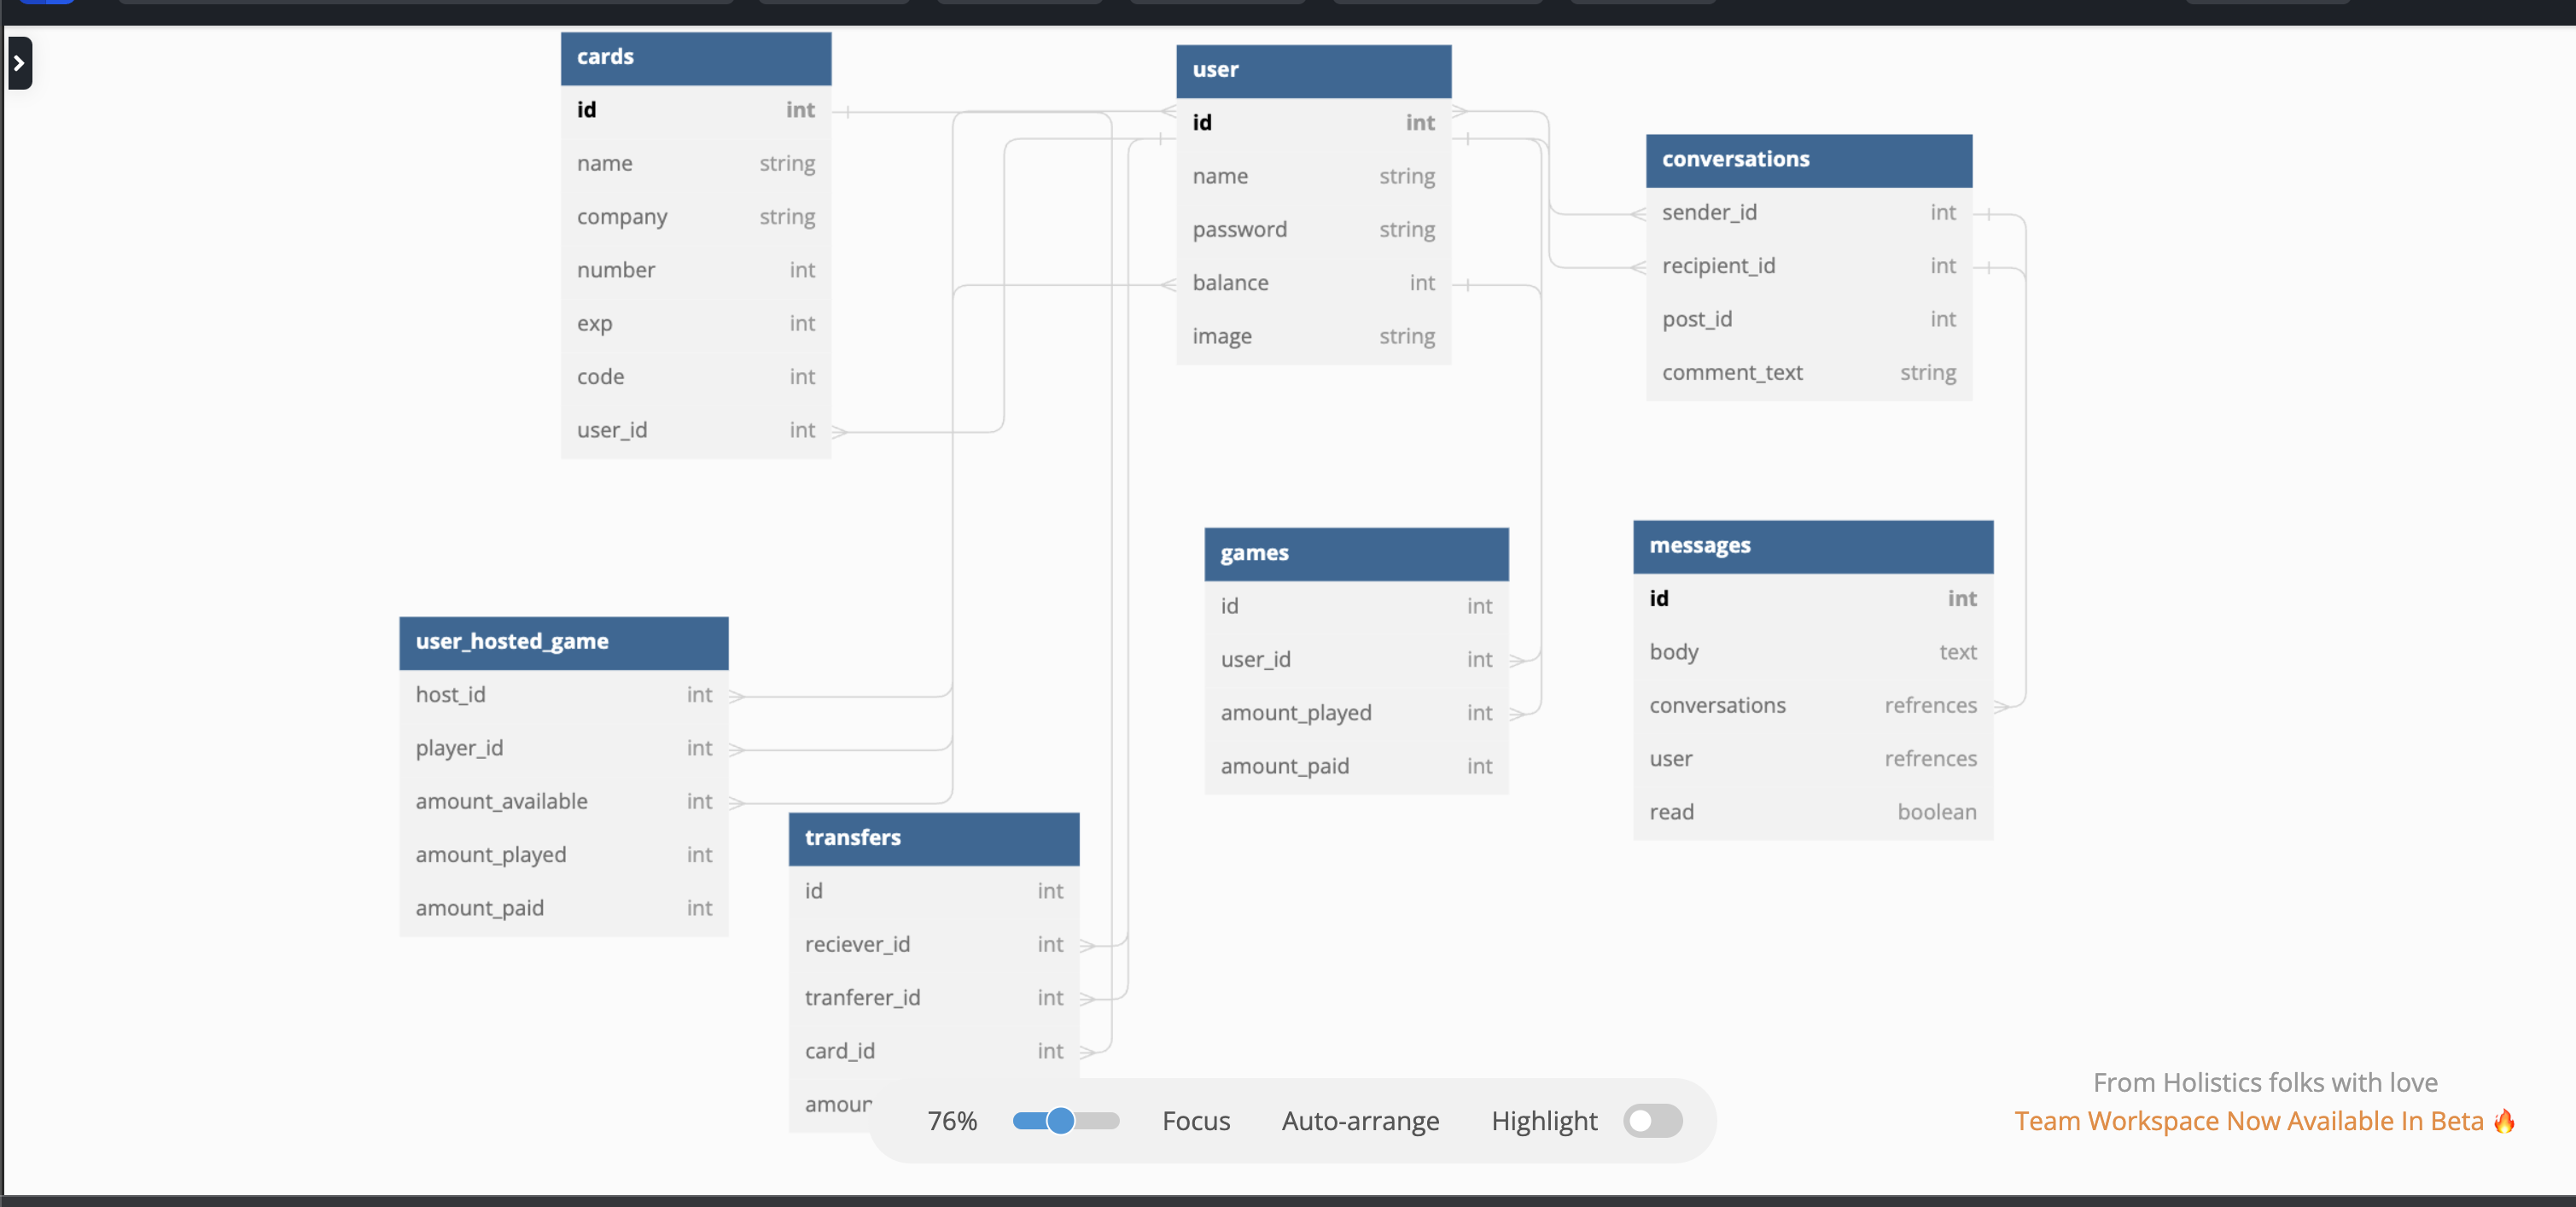 cards
id int
name string
company string
number int
exp int
code int
user_id int
user
id int
name string
password string
balance int
image string
conversations
sender_id int
recipient_id int
post_id int
comment_text string
games
id int
user_id int
amount_played int
amount_paid int
messages
id int
body text
conversations refrences
user refrences
read boolean
user_hosted_game
host_id int
player_id int
amount_available int
amount_played int
amount_paid int
transfers
id int
reciever_id int
tranferer_id int
card_id int
amoun
76% Focus Auto-arrange Highlight
From Holistics folks with love
Team Workspace Now Available In Beta 🔥